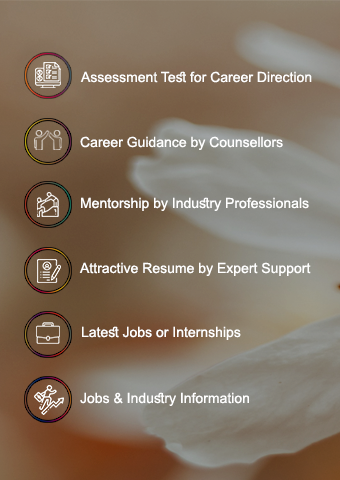 Assessment Test for Career Direction
Career Guidance by Counsellors
Mentorship by Industry Professionals
Attractive Resume by Expert Support
Latest Jobs or Internships
Jobs & Industry Information